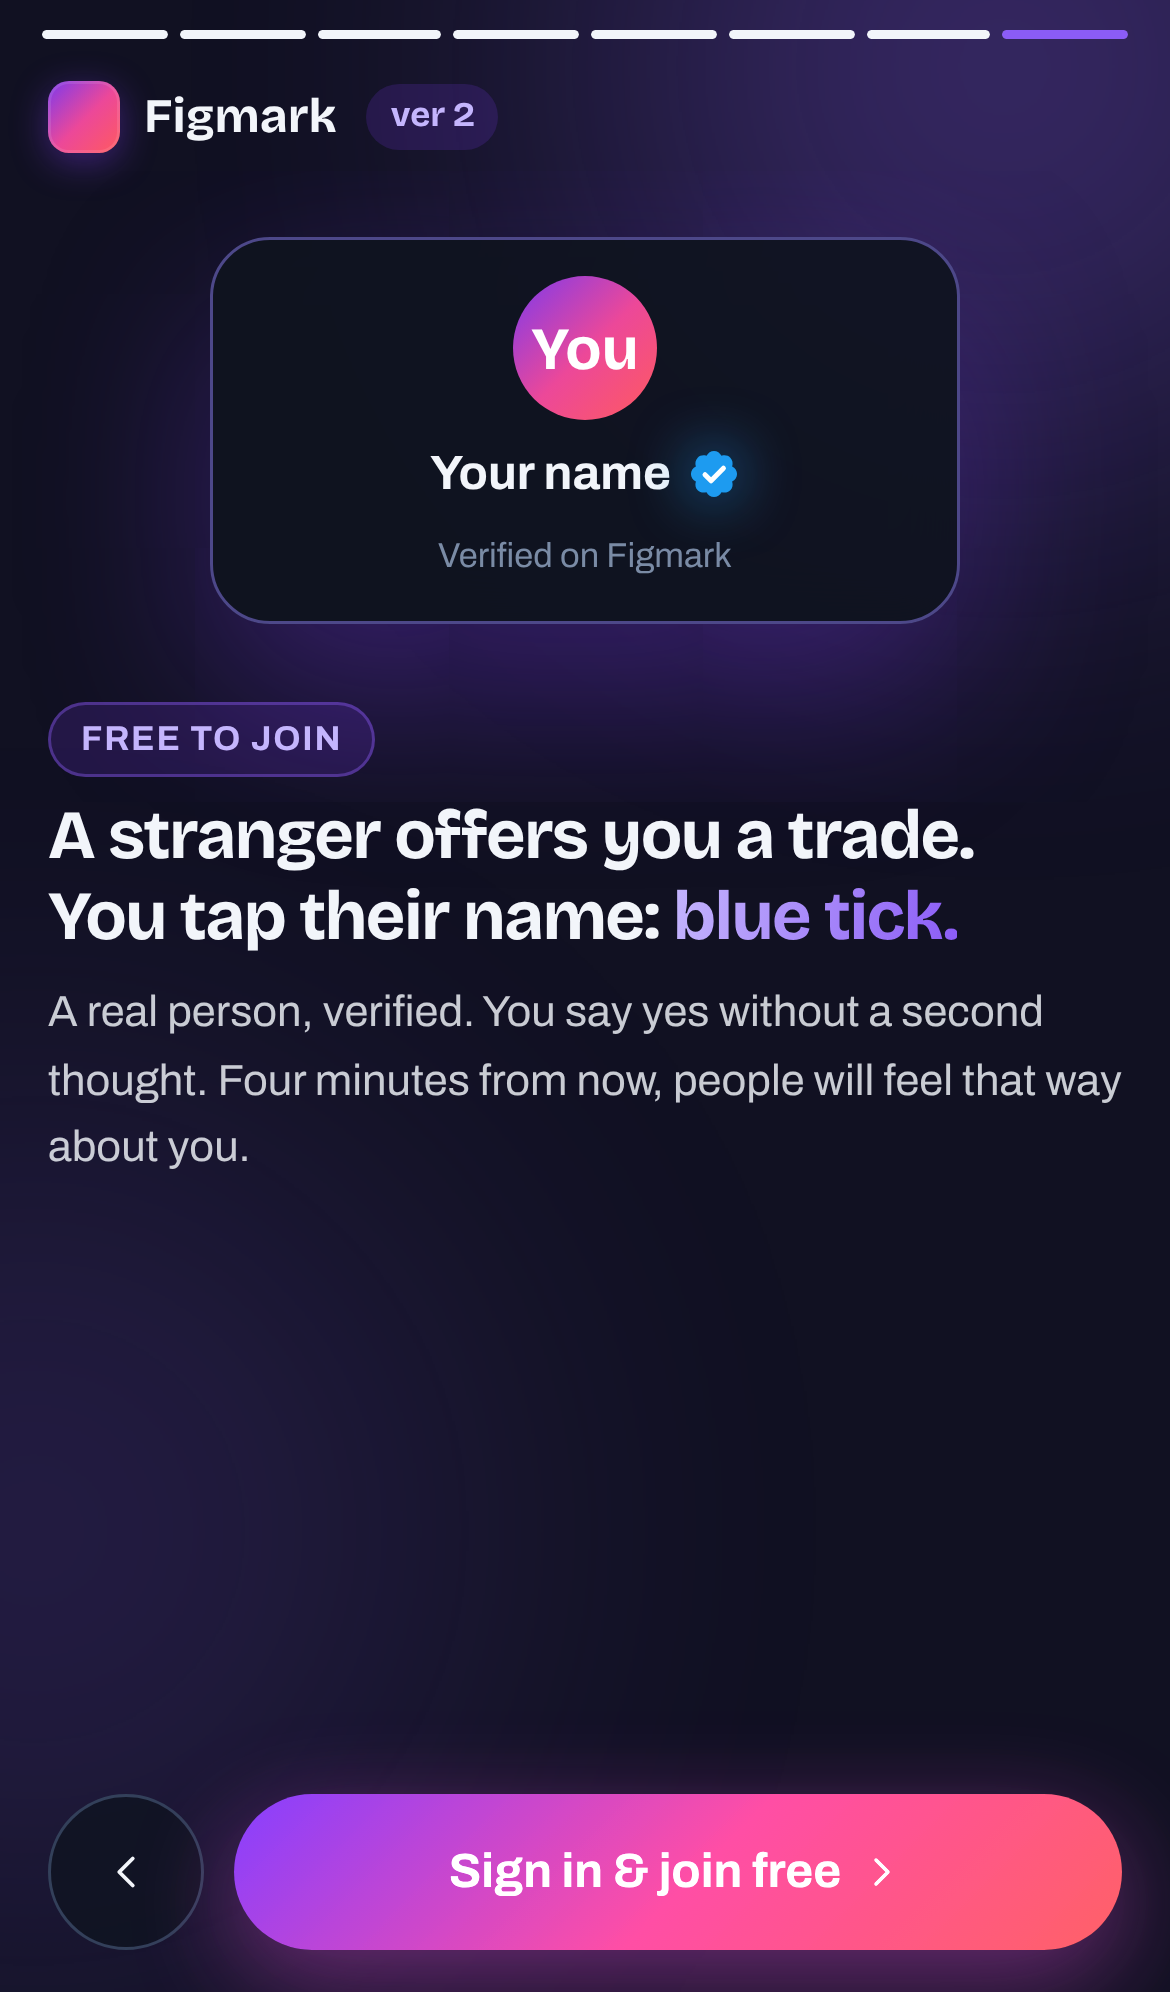 Figmark
ver 2
You
Your name
Verified on Figmark
FREE TO JOIN
A stranger offers you a trade.
You tap their name: blue tick.
A real person, verified. You say yes without a second
thought. Four minutes from now, people will feel that way
about you.
Sign in & join free